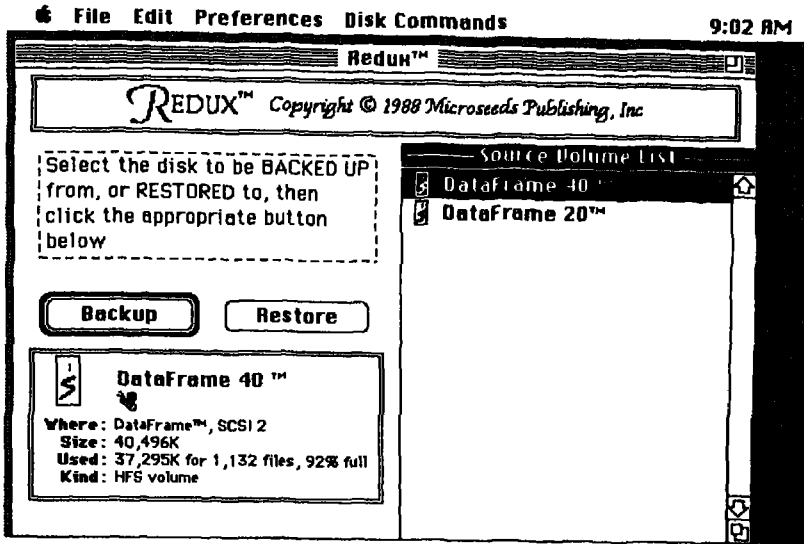 File Edit Preferences Disk Commands 9:02 AM
Redux™
REDUX™ Copyright © 1988 Microseeds Publishing, Inc
Select the disk to be BACKED UP
from, or RESTORED to, then
click the appropriate button
below
Backup Restore
DataFrame 40 ™
Where: DataFrame™, SCSI 2
Size: 40,496K
Used: 37,295K for 1,132 files, 92% full
Kind: HFS volume
Source Volume List
DataFrame 40 ™
DataFrame 20™